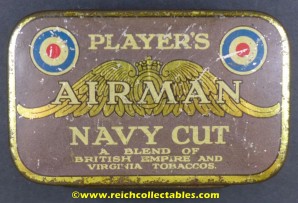 PLAYER'S
AIRMAN
NAVY CUT
A BLEND OF
BRITISH EMPIRE AND
VIRGINIA TOBACCOS.
© www.reichcollectables.com